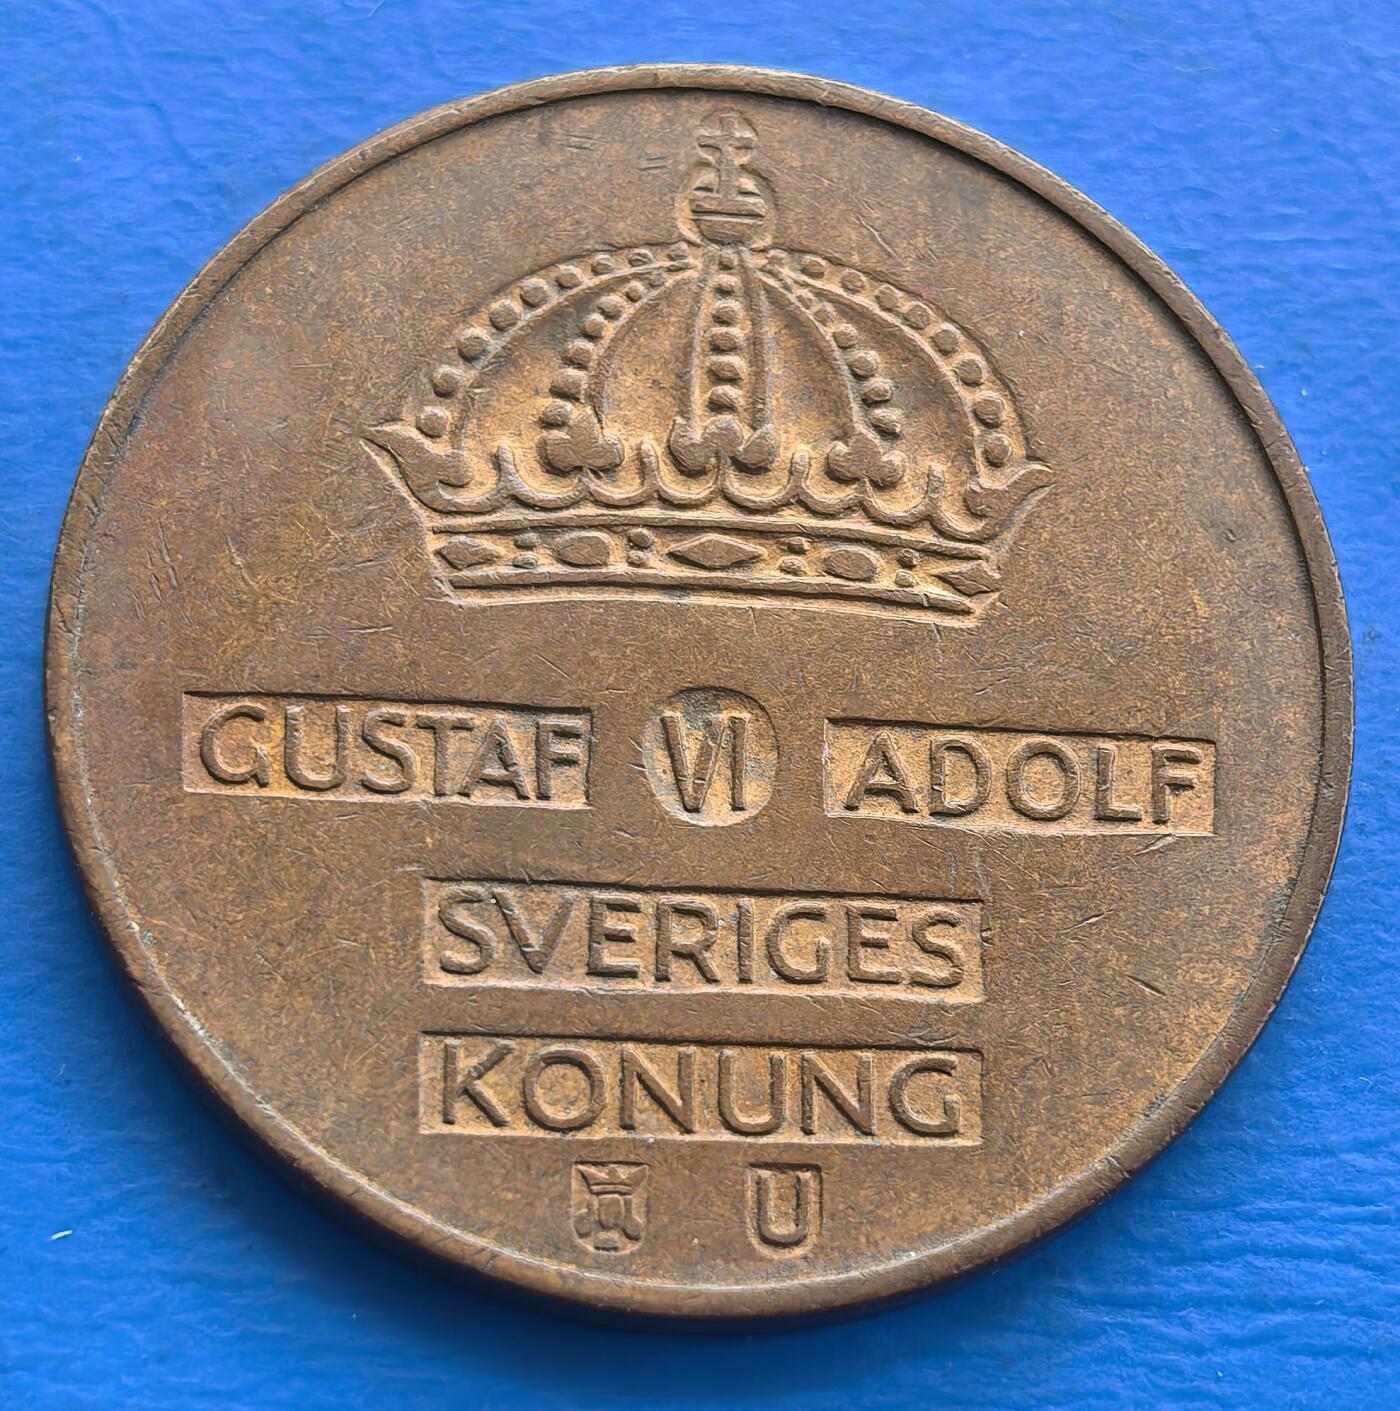 GUSTAF VI ADOLF
SVERIGES
KONUNG
U